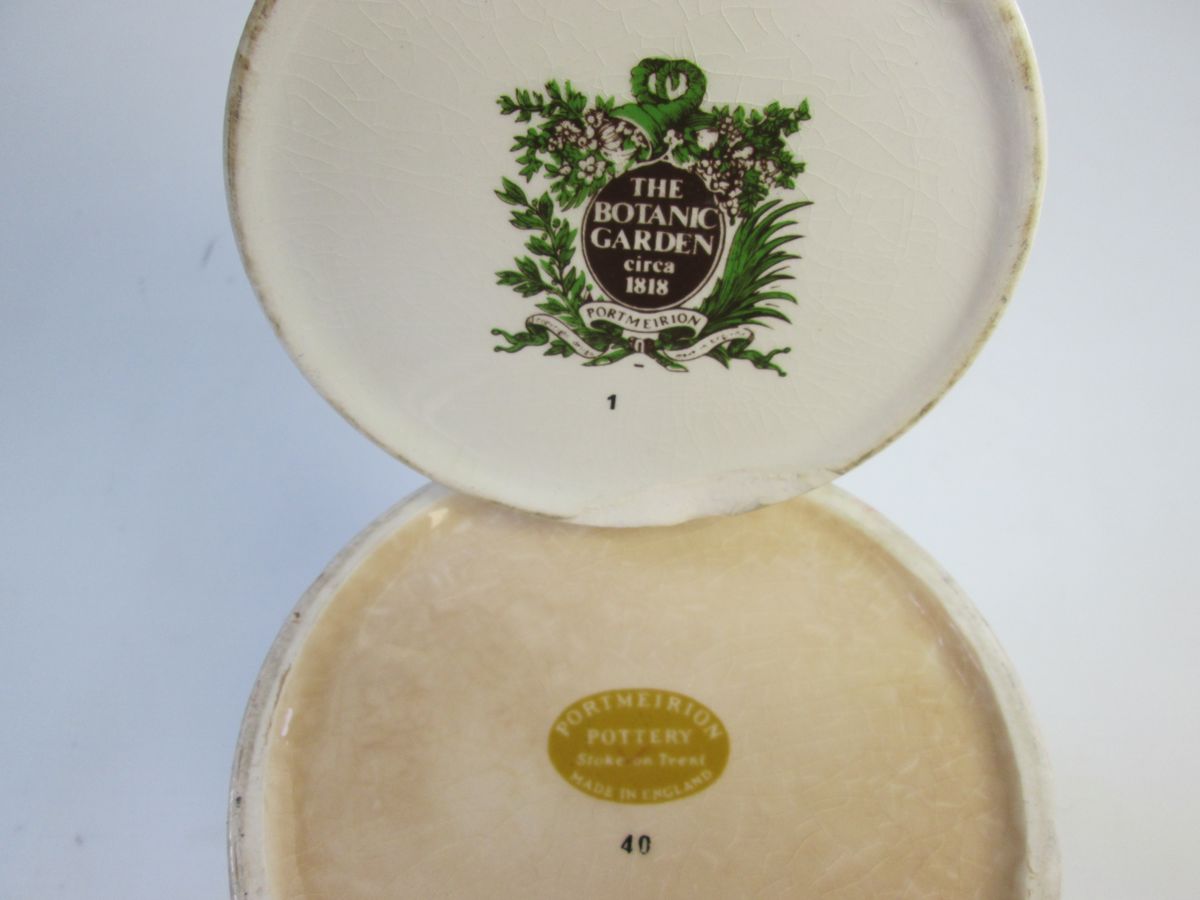 THE
BOTANIC
GARDEN
circa
1818
PORTMEIRION
1
PORTMEIRION
POTTERY
Stoke on Trent
MADE IN ENGLAND
40